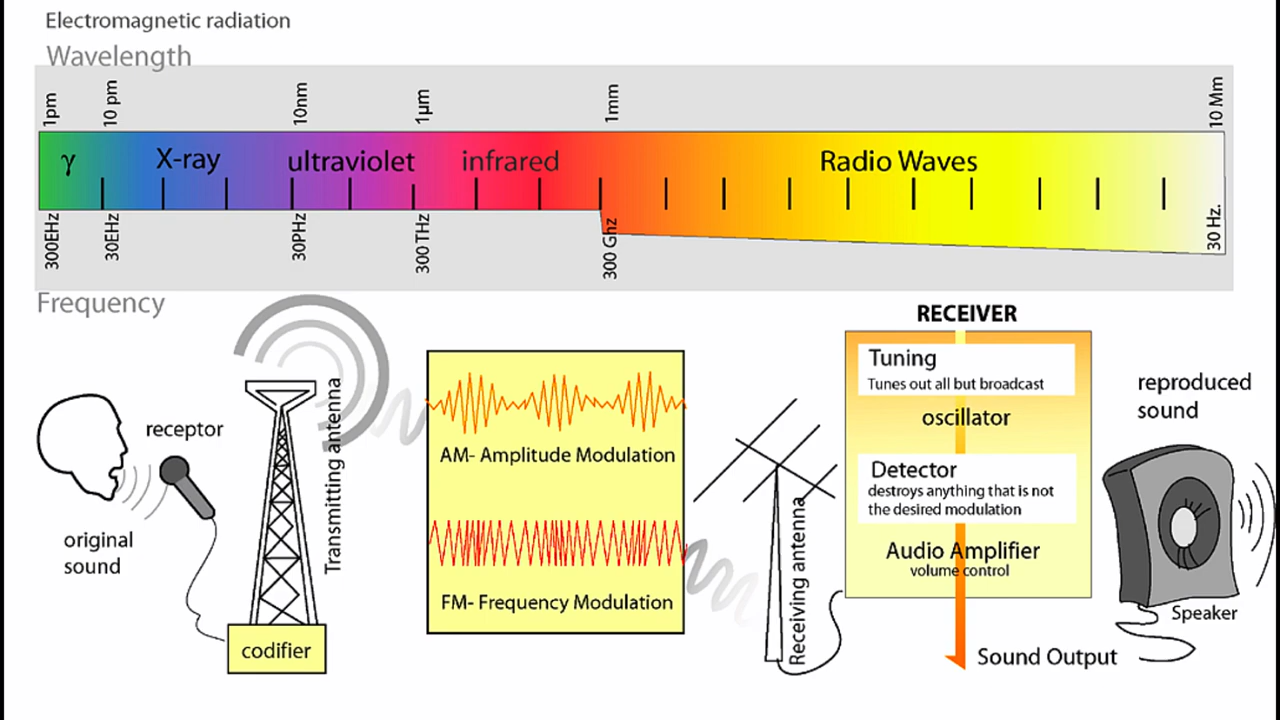 Electromagnetic radiation
Wavelength
1pm
10 pm
10nm
1µm
1mm
10 Mm
γ
X-ray
ultraviolet
infrared
Radio Waves
300EHz
30EHz
30PHz
300 THz
300 Ghz
30 Hz.
Frequency
original
sound
receptor
codifier
Transmitting antenna
AM- Amplitude Modulation
FM- Frequency Modulation
Receiving antenna
RECEIVER
Tuning
Tunes out all but broadcast
oscillator
Detector
destroys anything that is not
the desired modulation
Audio Amplifier
volume control
Sound Output
reproduced
sound
Speaker